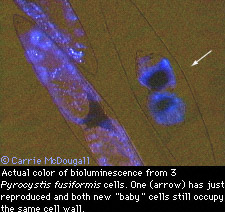 © Carrie McDougall
Actual color of bioluminescence from 3
Pyrocystis fusiformis cells. One (arrow) has just
reproduced and both new "baby" cells still occupy
the same cell wall.